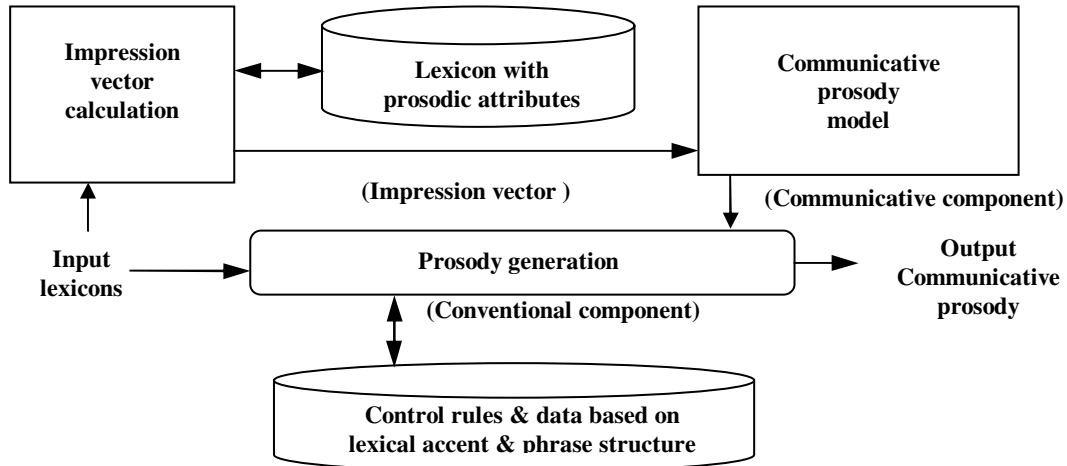 Impression
vector
calculation
Lexicon with
prosodic attributes
Communicative
prosody
model
(Impression vector )
(Communicative component)
Input
lexicons
Prosody generation
Output
Communicative
prosody
(Conventional component)
Control rules & data based on
lexical accent & phrase structure